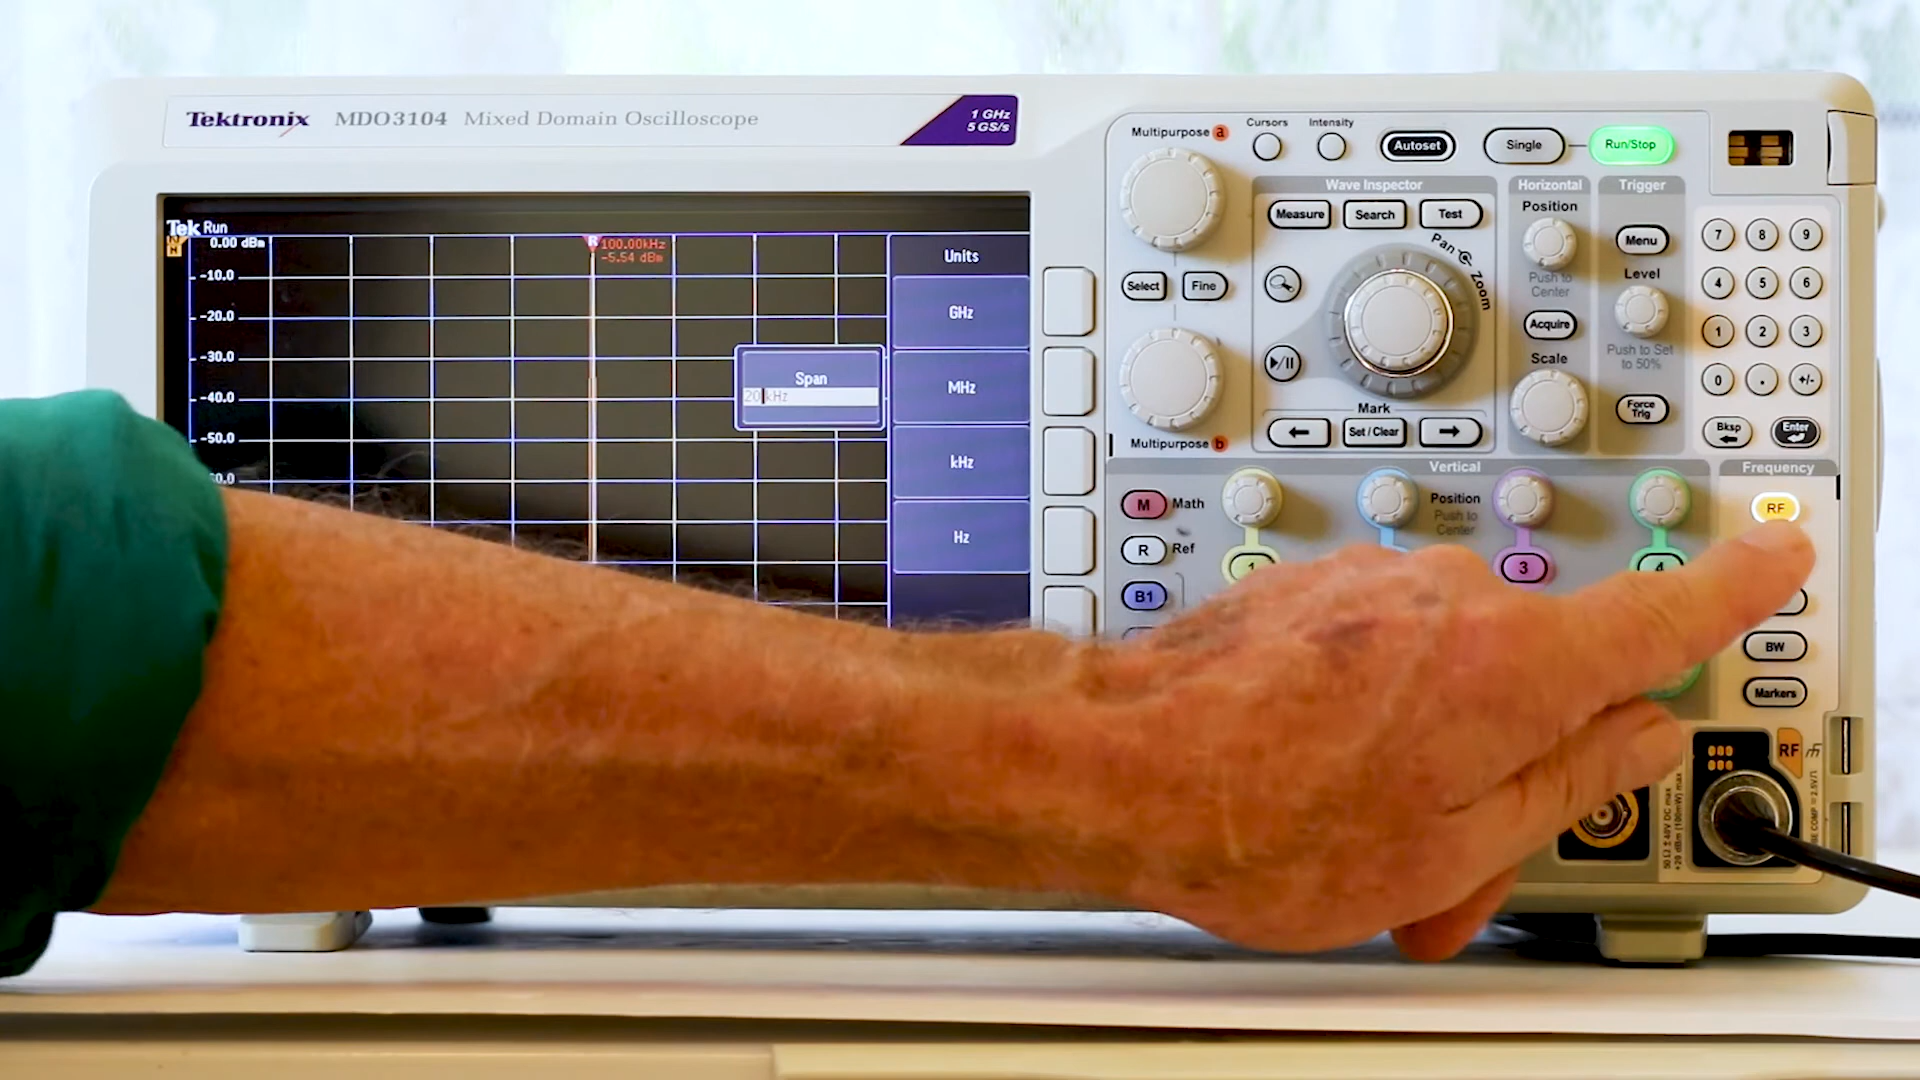 Tektronix MDO3104 Mixed Domain Oscilloscope
1 GHz
5 GS/s
Tek Run
0.00 dBm
-10.0
-20.0
-30.0
-40.0
-50.0
R 100.00kHz
-5.54 dBm
Span
20 kHz
Units
GHz
MHz
kHz
Hz
Multipurpose a
Cursors
Intensity
Autoset
Single
Run/Stop
Select
Fine
Multipurpose b
Wave Inspector
Measure
Search
Test
Pan
Zoom
Mark
←
Set / Clear
→
Horizontal
Position
Push to
Center
Acquire
Scale
Trigger
Menu
Level
Push to Set
to 50%
Force
Trig
7 8 9
4 5 6
1 2 3
0 . +/-
Bksp
Enter
Vertical
M Math
R Ref
B1
Position
Push to
Center
1
3
4
Frequency
RF
BW
Markers
RF